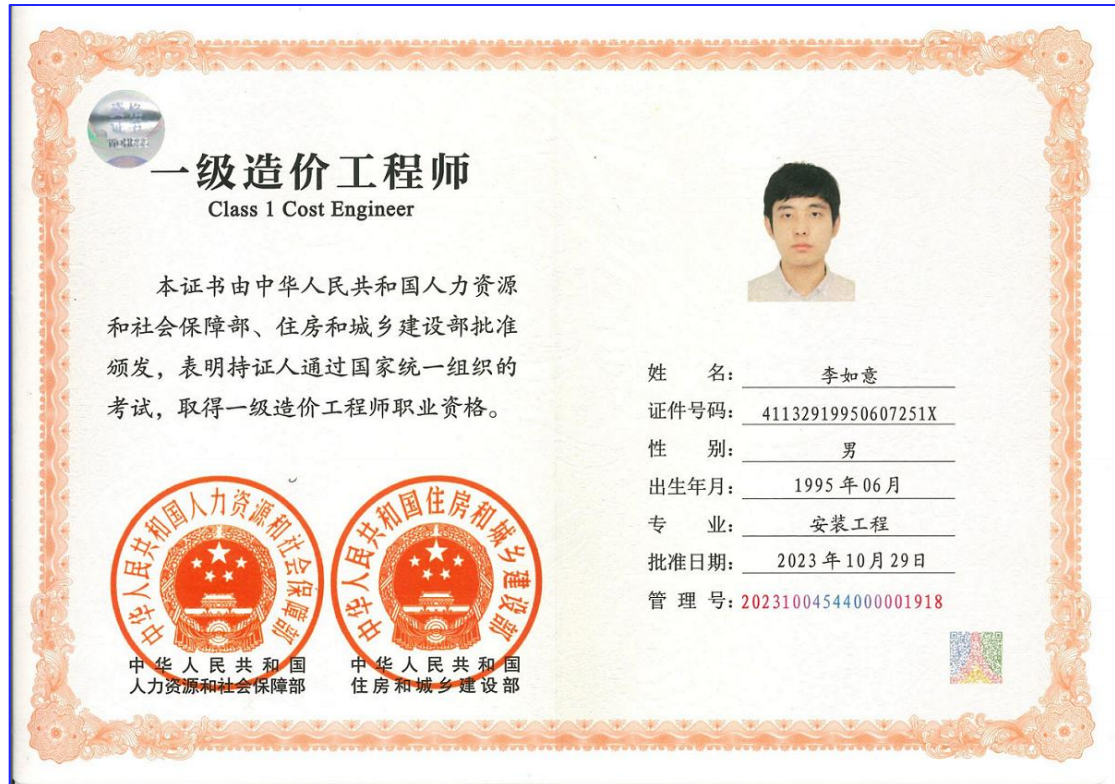 一级造价工程师
Class 1 Cost Engineer
本证书由中华人民共和国人力资源
和社会保障部、住房和城乡建设部批准
颁发，表明持证人通过国家统一组织的
考试，取得一级造价工程师职业资格。
中华人民共和国人力资源和社会保障部
中华人民共和国住房和城乡建设部
中华人民共和国
人力资源和社会保障部
中华人民共和国
住房和城乡建设部
姓 名： 李如意
证件号码： 41132919950607251X
性 别： 男
出生年月： 1995年06月
专 业： 安装工程
批准日期： 2023年10月29日
管 理 号： 20231004544000001918